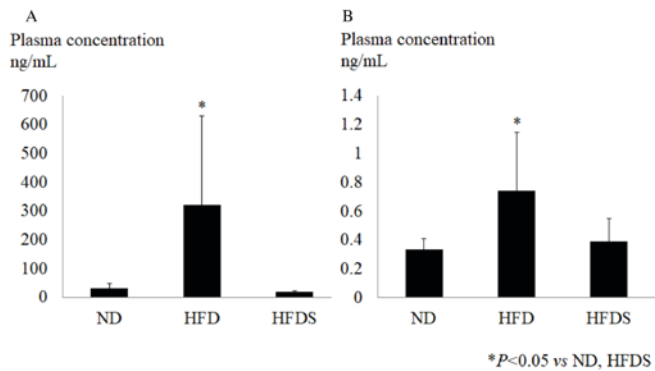 A
Plasma concentration
ng/mL
700
600
500
400
300
200
100
0
*
ND HFD HFDS
B
Plasma concentration
ng/mL
1.4
1.2
1
0.8
0.6
0.4
0.2
0
*
ND HFD HFDS
*P<0.05 vs ND, HFDS